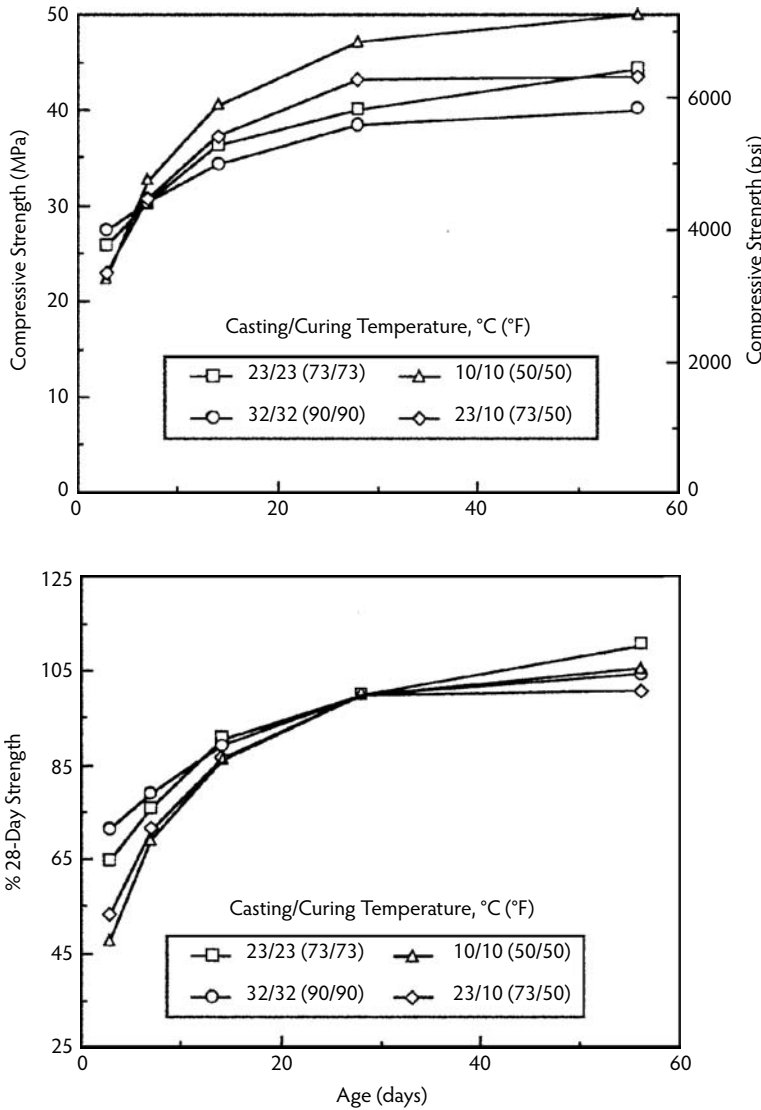 50
40
30
20
10
0
Compressive Strength (MPa)
6000
4000
2000
0
Compressive Strength (psi)
Casting/Curing Temperature, °C (°F)
23/23 (73/73) 10/10 (50/50)
32/32 (90/90) 23/10 (73/50)
0 20 40 60
125
105
85
65
45
25
% 28-Day Strength
Casting/Curing Temperature, °C (°F)
23/23 (73/73) 10/10 (50/50)
32/32 (90/90) 23/10 (73/50)
0 20 40 60
Age (days)